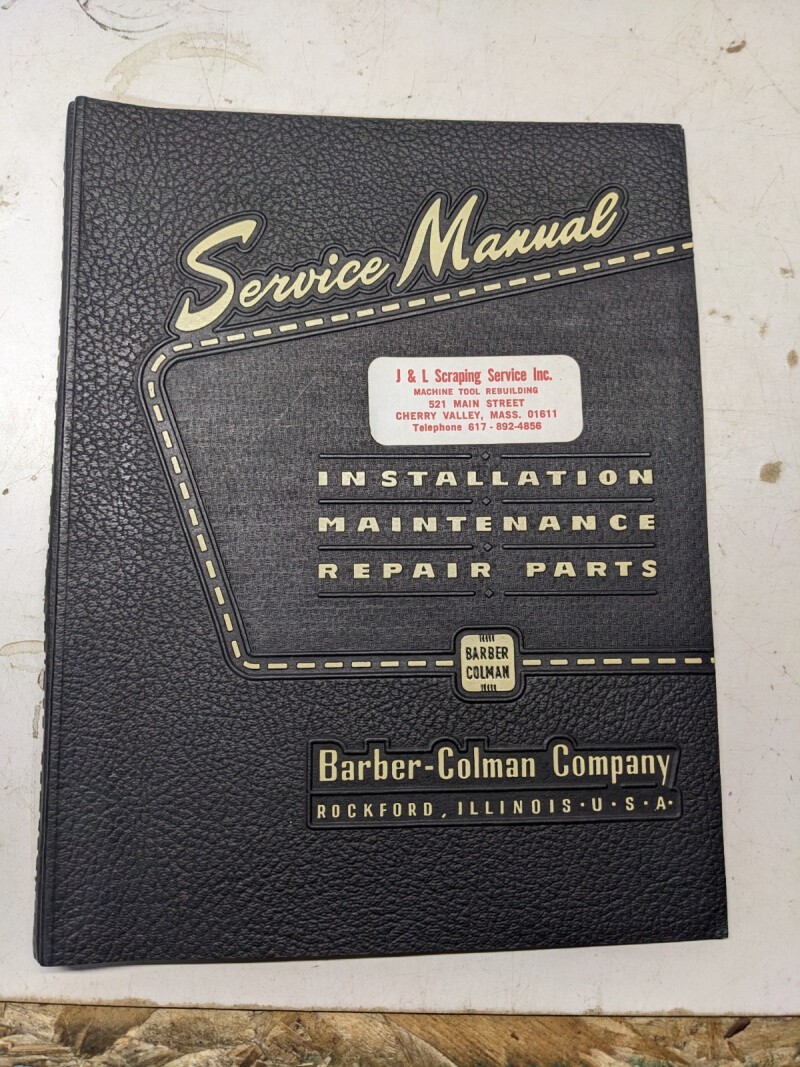 Service Manual
J & L Scraping Service Inc.
MACHINE TOOL REBUILDING
521 MAIN STREET
CHERRY VALLEY, MASS. 01611
Telephone 617 - 892-4856
INSTALLATION
MAINTENANCE
REPAIR PARTS
BARBER
COLMAN
Barber-Colman Company
ROCKFORD, ILLINOIS·U·S·A·